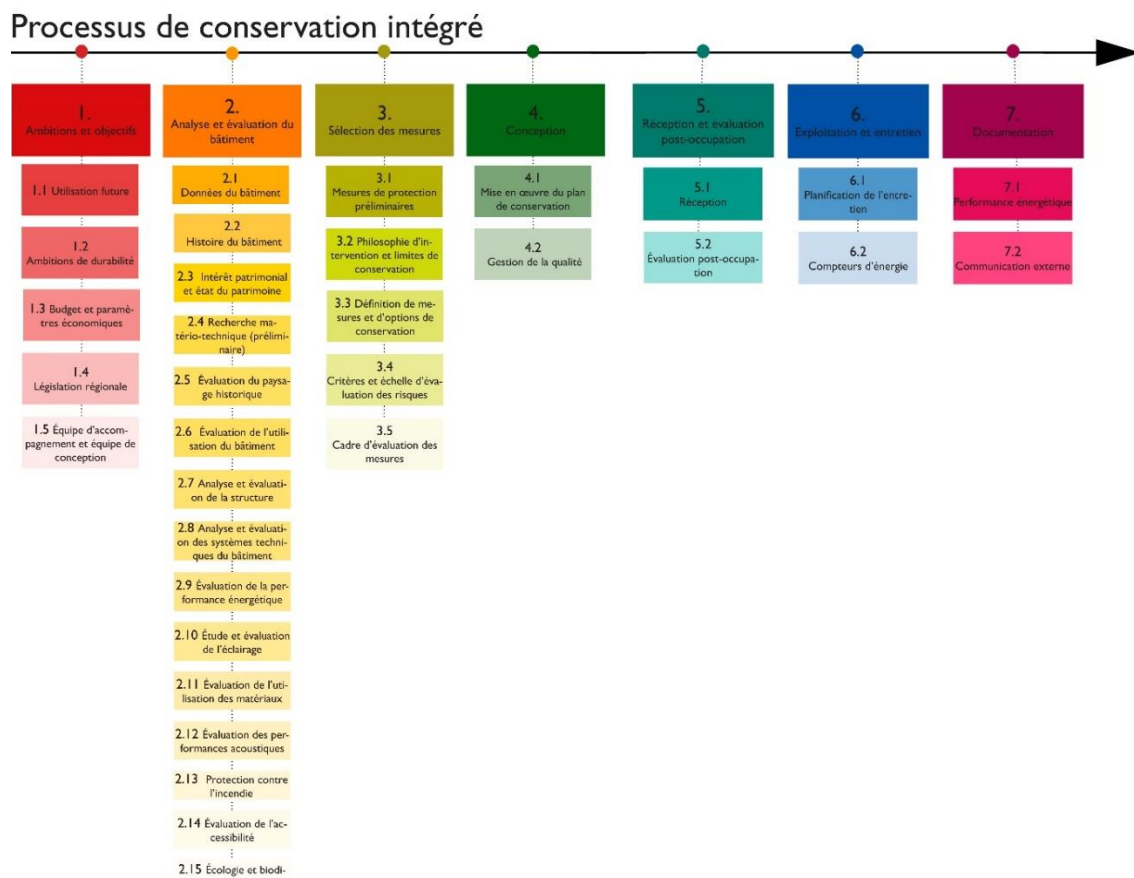 Processus de conservation intégré
1.
Ambitions et objectifs
1.1 Utilisation future
1.2
Ambitions de durabilité
1.3 Budget et paramè-
tres économiques
1.4
Législation régionale
1.5 Équipe d'accom-
pagnement et équipe de
conception
2.
Analyse et évaluation du
bâtiment
2.1
Données du bâtiment
2.2
Histoire du bâtiment
2.3 Intérêt patrimonial
et état du patrimoine
2.4 Recherche ma-
tério-technique (prélimi-
naire)
2.5 Évaluation du pays-
age historique
2.6 Évaluation de l'utili-
sation du bâtiment
2.7 Analyse et évaluati-
on de la structure
2.8 Analyse et évaluati-
on des systèmes techni-
ques du bâtiment
2.9 Évaluation de la per-
formance énergétique
2.10 Étude et évaluation
de l'éclairage
2.11 Évaluation de l'uti-
lisation des matériaux
2.12 Évaluation des per-
formances acoustiques
2.13 Protection contre
l'incendie
2.14 Évaluation de l'ac-
cessibilité
2.15 Écologie et biodi-
3.
Sélection des mesures
3.1
Mesures de protection
préliminaires
3.2 Philosophie d'in-
tervention et limites de
conservation
3.3 Définition de me-
sures et d'options de
conservation
3.4
Critères et échelle d'éva-
luation des risques
3.5
Cadre d'évaluation des
mesures
4.
Conception
4.1
Mise en œuvre du plan
de conservation
4.2
Gestion de la qualité
5.
Réception et évaluation
post-occupation
5.1
Réception
5.2
Évaluation post-occupa-
tion
6.
Exploitation et entretien
6.1
Planification de l'entre-
tien
6.2
Compteurs d'énergie
7.
Documentation
7.1
Performance énergétique
7.2
Communication externe